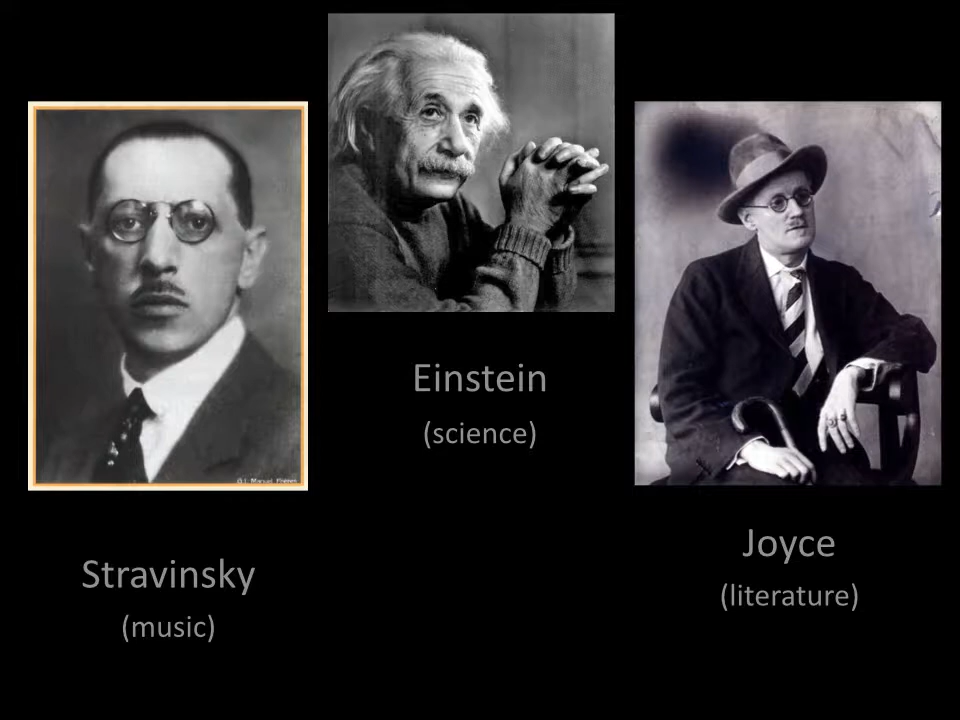 Einstein
(science)
Stravinsky
(music)
Joyce
(literature)